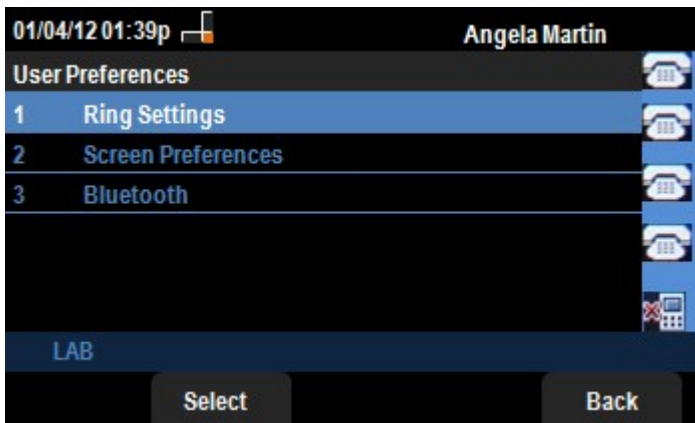 01/04/12 01:39p Angela Martin
User Preferences
1 Ring Settings
2 Screen Preferences
3 Bluetooth
LAB
Select Back